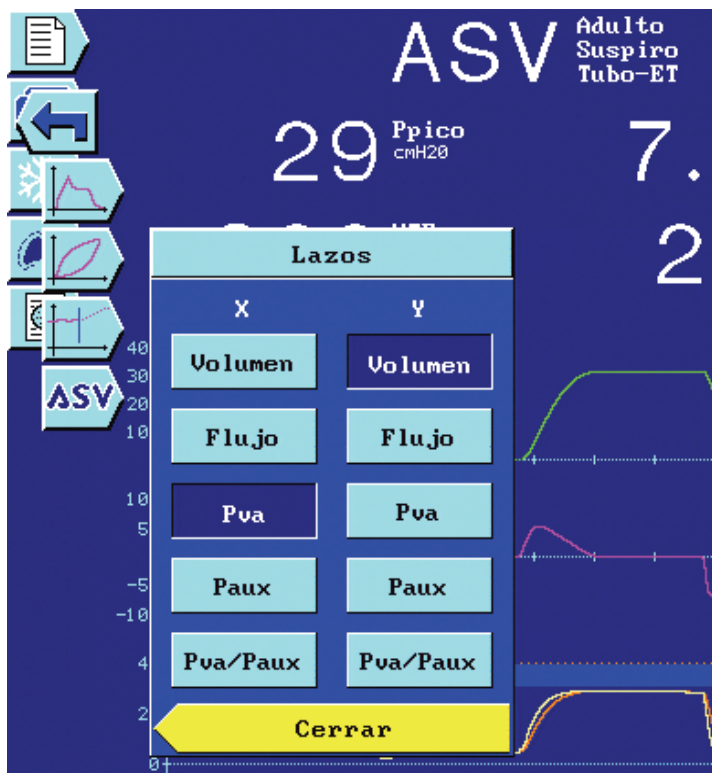 ASV
Adulto
Suspiro
Tubo-ET
29
Ppico
cmH2O
7.
2
Lazos
X Y
Volumen Volumen
Flujo Flujo
Pva Pva
Paux Paux
Pva/Paux Pva/Paux
Cerrar
ASV
40
30
20
10
10
5
-5
-10
4
2
0